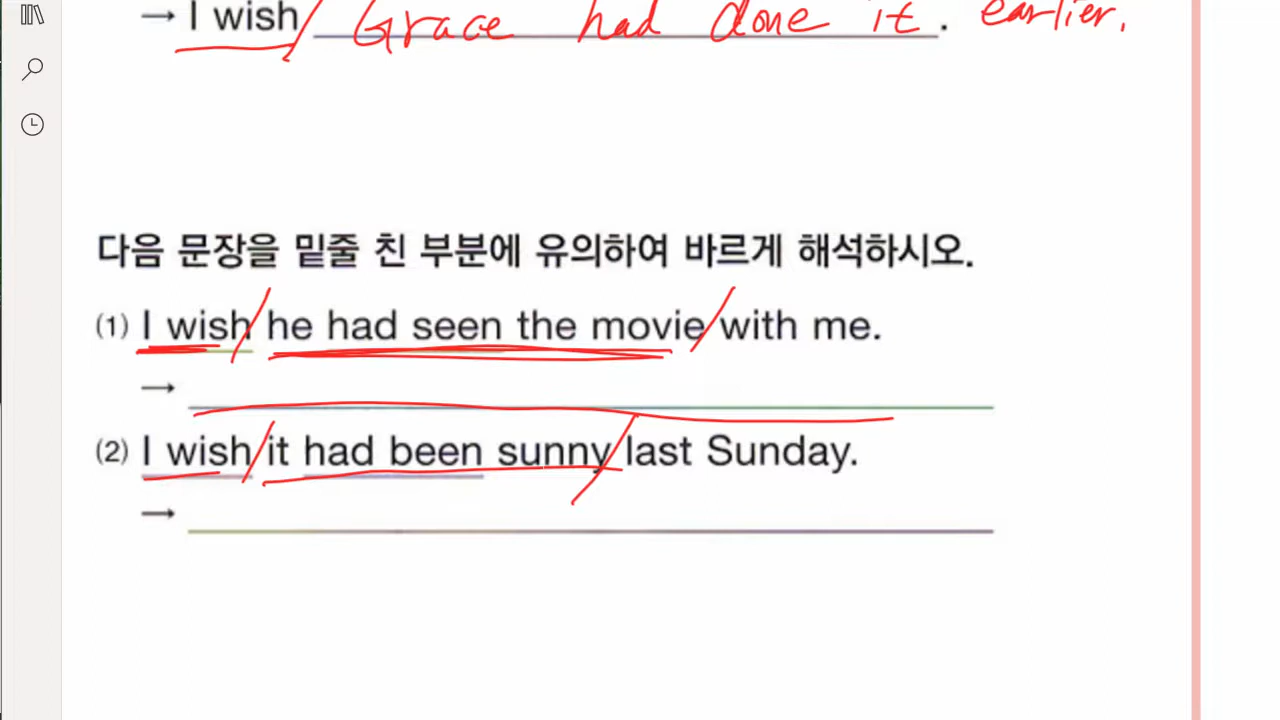 → I wish Grace had done it. earlier.
다음 문장을 밑줄 친 부분에 유의하여 바르게 해석하시오.
(1) I wish he had seen the movie with me.
→
(2) I wish it had been sunny last Sunday.
→